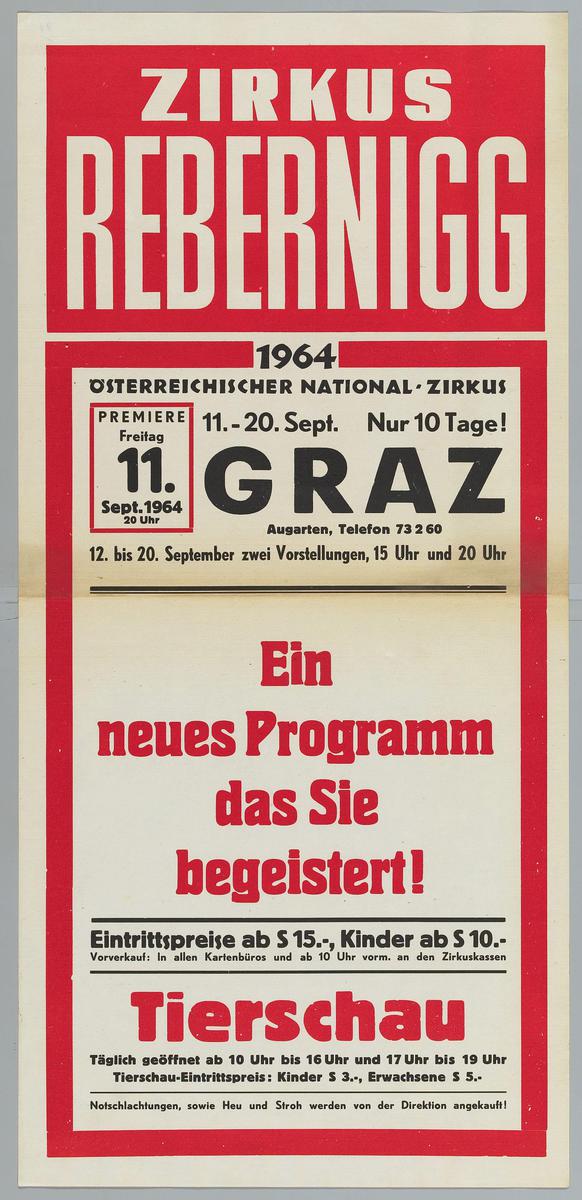 ZIRKUS
REBERNIGG
1964
ÖSTERREICHISCHER NATIONAL-ZIRKUS
PREMIERE
Freitag
11.
Sept. 1964
20 Uhr
11.-20. Sept. Nur 10 Tage!
GRAZ
Augarten, Telefon 73 2 60
12. bis 20. September zwei Vorstellungen, 15 Uhr und 20 Uhr
Ein
neues Programm
das Sie
begeistert!
Eintrittspreise ab S 15.-, Kinder ab S 10.-
Vorverkauf: In allen Kartenbüros und ab 10 Uhr vorm. an den Zirkuskassen
Tierschau
Täglich geöffnet ab 10 Uhr bis 16 Uhr und 17 Uhr bis 19 Uhr
Tierschau-Eintrittspreis: Kinder S 3.-, Erwachsene S 5.-
Notschlachtungen, sowie Heu und Stroh werden von der Direktion angekauft!